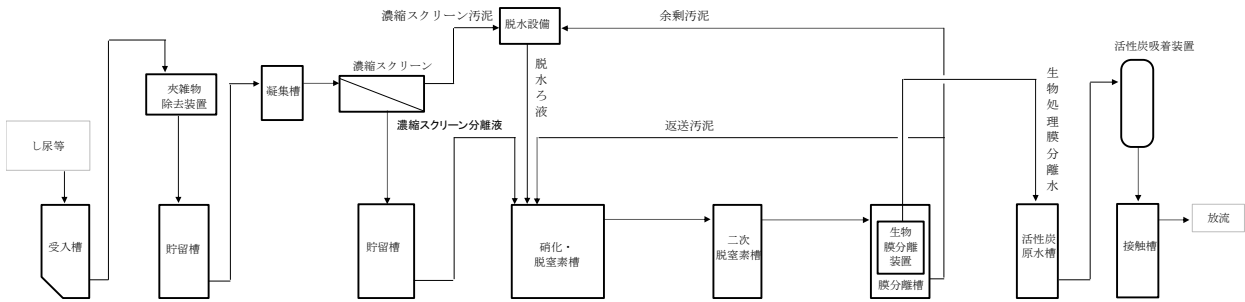 濃縮スクリーン汚泥
脱水設備
余剰汚泥
活性炭吸着装置
濃縮スクリーン
夾雑物
除去装置
凝集槽
脱水ろ液
生物処理膜分離水
濃縮スクリーン分離液
返送汚泥
し尿等
受入槽
貯留槽
貯留槽
硝化・
脱窒素槽
二次
脱窒素槽
生物
膜分離
装置
膜分離槽
活性炭
原水槽
接触槽
放流